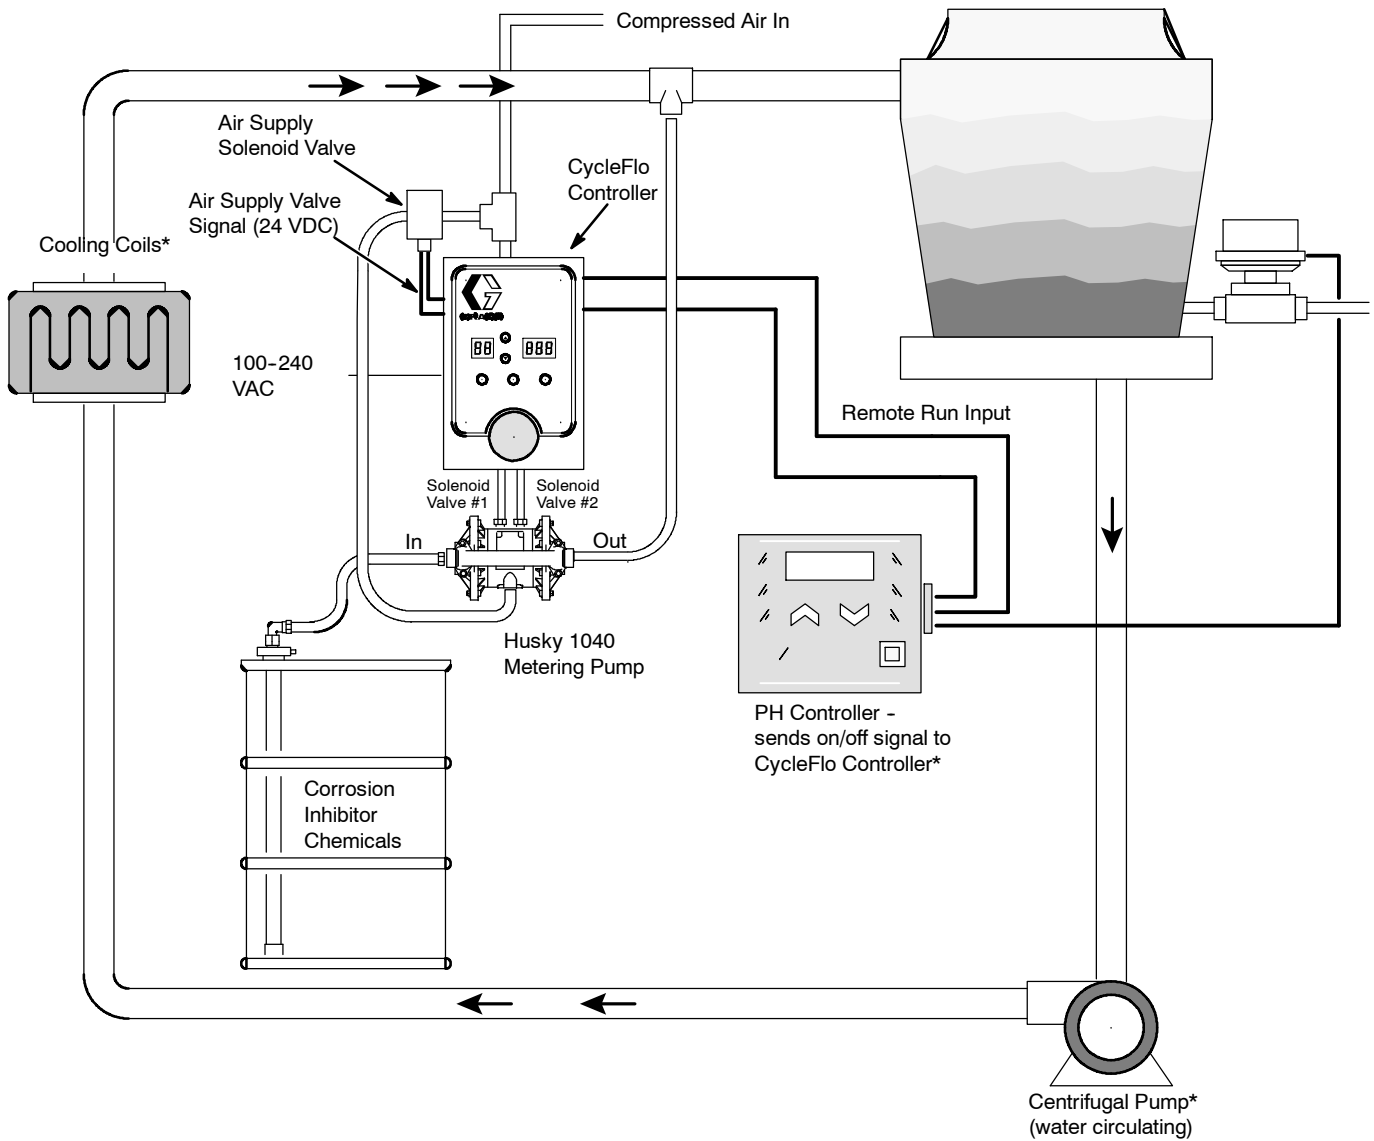 Compressed Air In
Air Supply
Solenoid Valve
CycleFlo
Controller
Air Supply Valve
Signal (24 VDC)
Cooling Coils*
100-240
VAC
88
888
Remote Run Input
Solenoid
Valve #1
Solenoid
Valve #2
In
Out
Husky 1040
Metering Pump
PH Controller -
sends on/off signal to
CycleFlo Controller*
Corrosion
Inhibitor
Chemicals
Centrifugal Pump*
(water circulating)